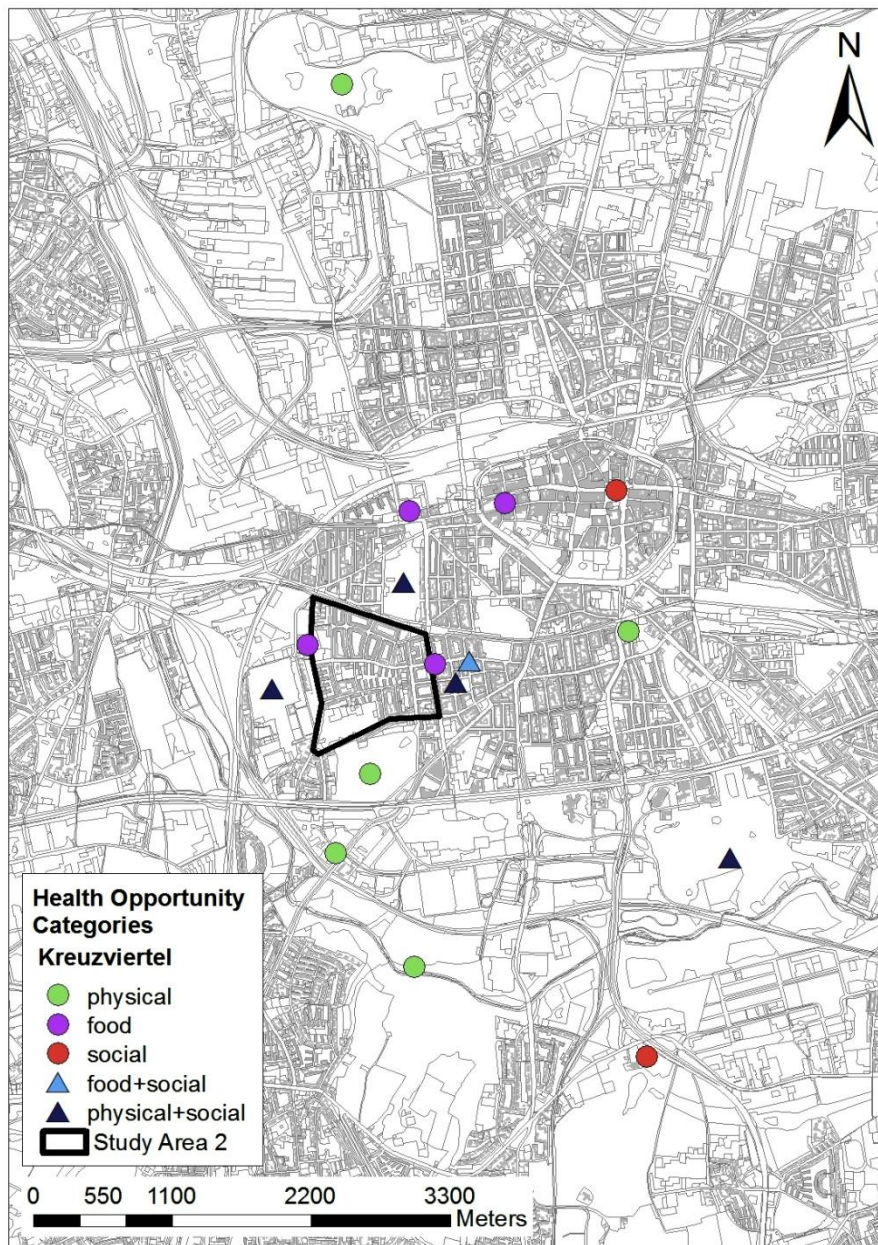 N
Health Opportunity
Categories
Kreuzviertel
physical
food
social
food+social
physical+social
Study Area 2
0 550 1100 2200 3300
Meters